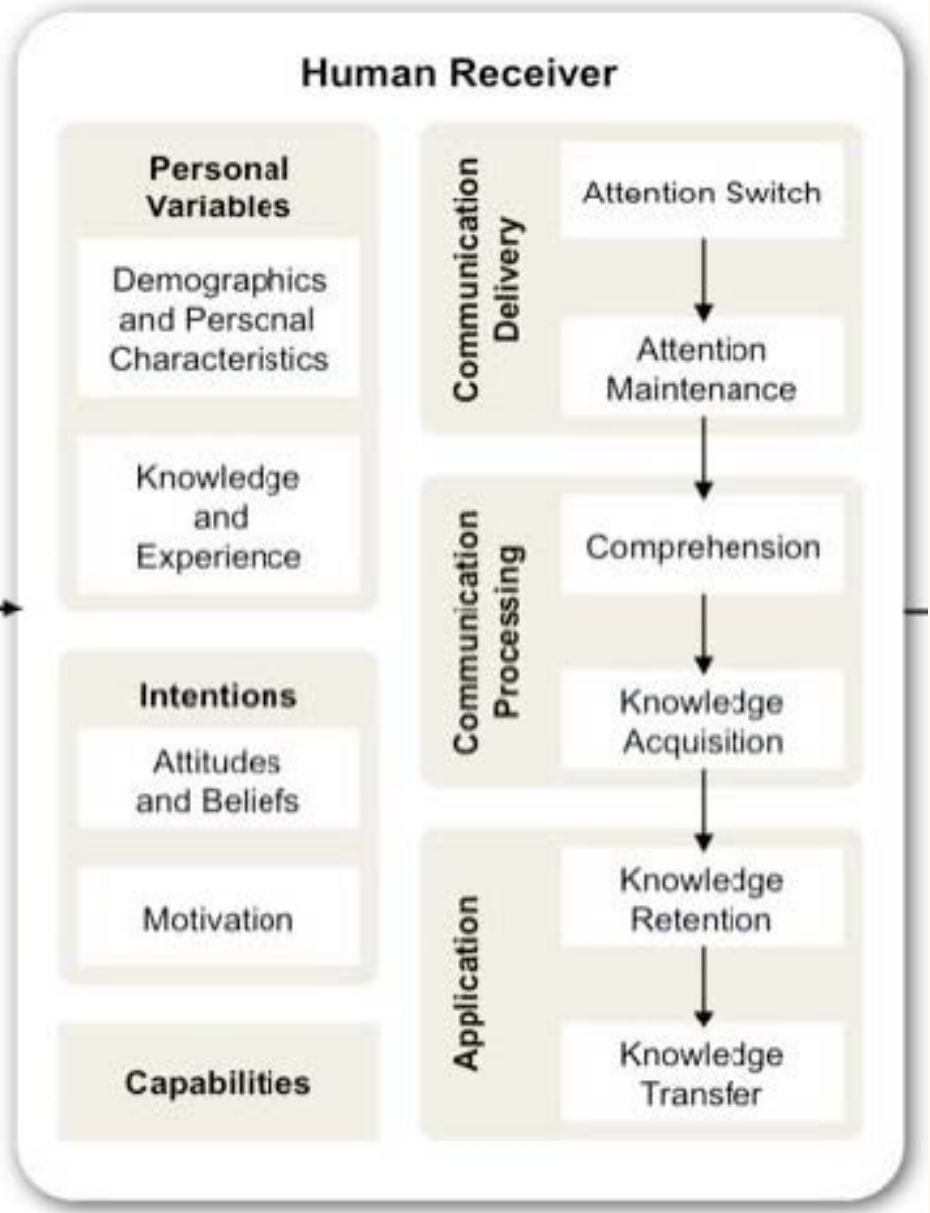 Human Receiver
Personal
Variables
Demographics
and Personal
Characteristics
Knowledge
and
Experience
Intentions
Attitudes
and Beliefs
Motivation
Capabilities
Communication
Delivery
Attention Switch
Attention
Maintenance
Communication
Processing
Comprehension
Knowledge
Acquisition
Application
Knowledge
Retention
Knowledge
Transfer